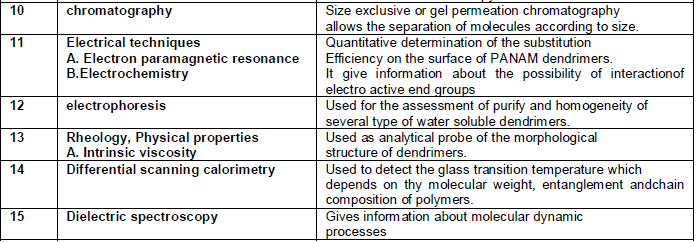 10 chromatography Size exclusive or gel permeation chromatography
allows the separation of molecules according to size.
11 Electrical techniques Quantitative determination of the substitution
A. Electron paramagnetic resonance Efficiency on the surface of PANAM dendrimers.
B.Electrochemistry It give information about the possibility of interactionof
electro active end groups
12 electrophoresis Used for the assessment of purify and homogeneity of
several type of water soluble dendrimers.
13 Rheology, Physical properties Used as analytical probe of the morphological
A. Intrinsic viscosity structure of dendrimers.
14 Differential scanning calorimetry Used to detect the glass transition temperature which
depends on thy molecular weight, entanglement andchain
composition of polymers.
15 Dielectric spectroscopy Gives information about molecular dynamic
processes